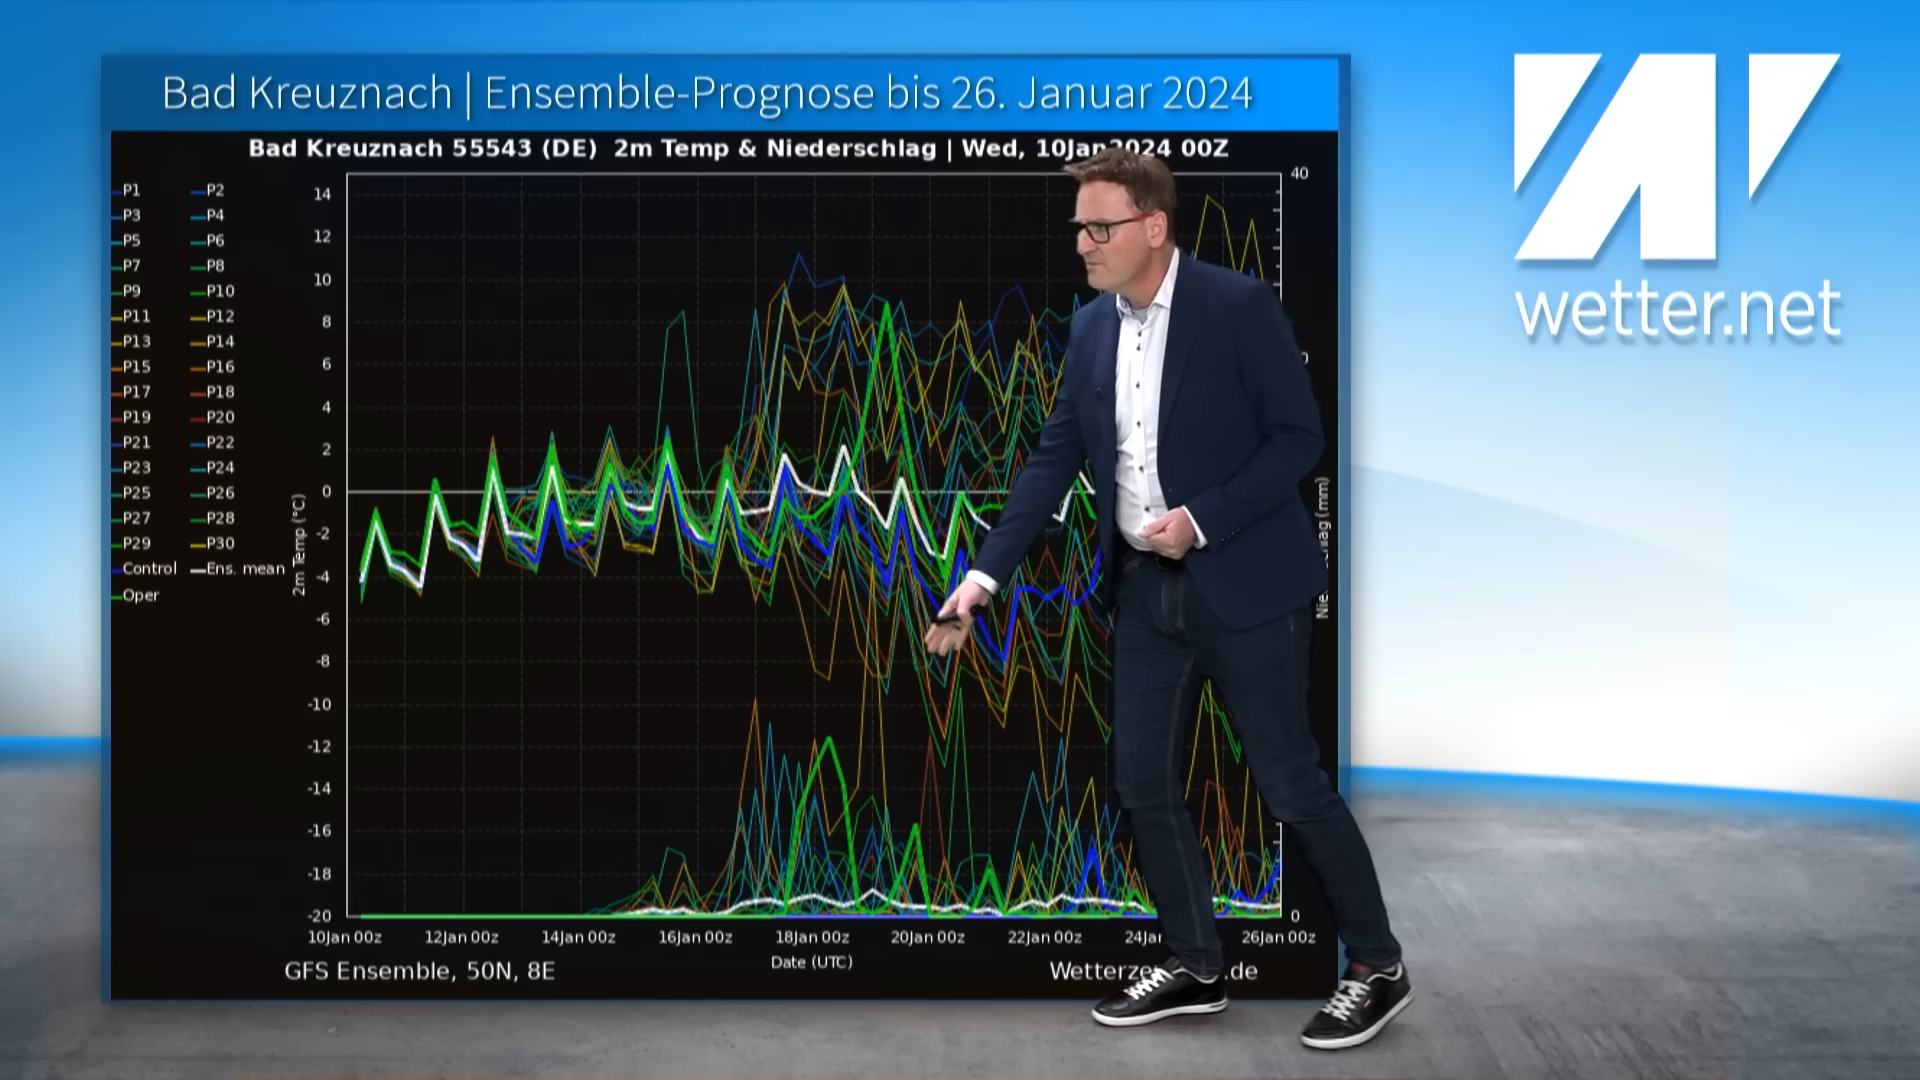 Bad Kreuznach | Ensemble-Prognose bis 26. Januar 2024
Bad Kreuznach 55543 (DE) 2m Temp & Niederschlag | Wed, 10Jan2024 00Z
wetter.net
P1 P2
P3 P4
P5 P6
P7 P8
P9 P10
P11 P12
P13 P14
P15 P16
P17 P18
P19 P20
P21 P22
P23 P24
P25 P26
P27 P28
P29 P30
Control Ens. mean
Oper
2m Temp (°C)
14
12
10
8
6
4
2
0
-2
-4
-6
-8
-10
-12
-14
-16
-18
-20
40
0
10Jan 00z 12Jan 00z 14Jan 00z 16Jan 00z 18Jan 00z 20Jan 00z 22Jan 00z 26Jan 00z
Date (UTC)
(mm)
GFS Ensemble, 50N, 8E
.de